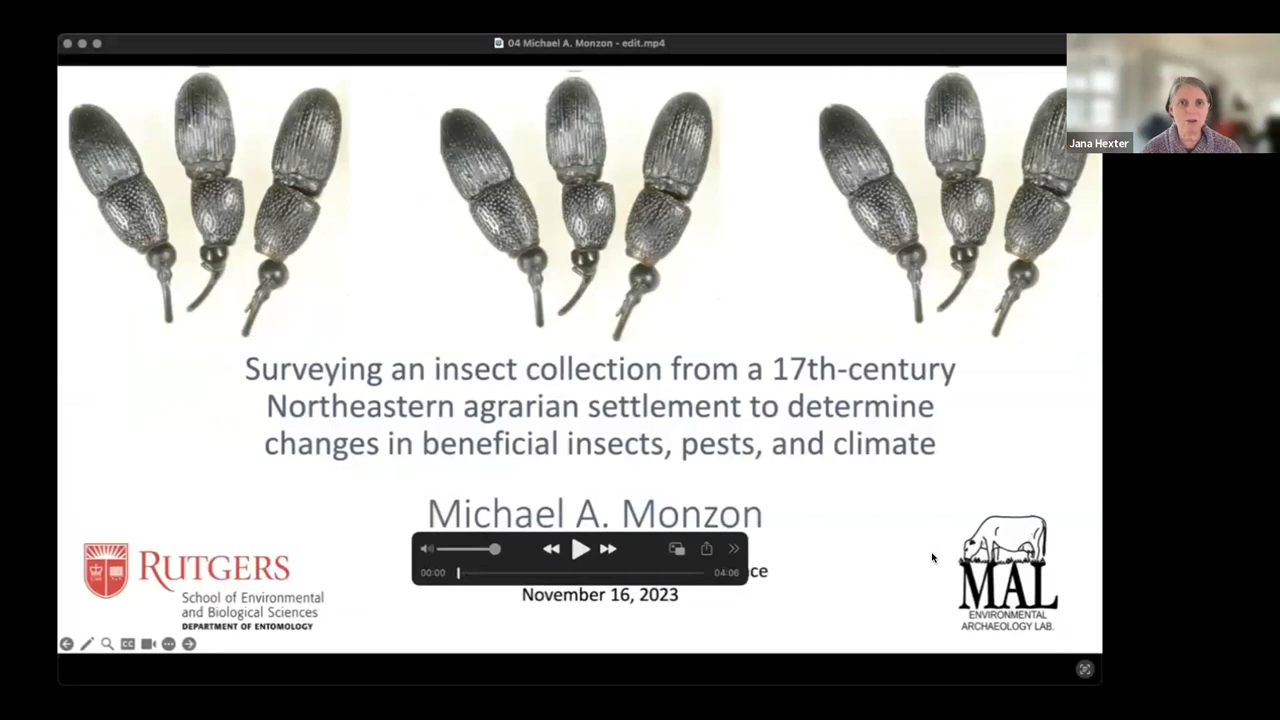 04 Michael A. Monzon - edit.mp4
Jana Hexter
Surveying an insect collection from a 17th-century
Northeastern agrarian settlement to determine
changes in beneficial insects, pests, and climate
Michael A. Monzon
00:00
04:06
November 16, 2023
RUTGERS
School of Environmental
and Biological Sciences
DEPARTMENT OF ENTOMOLOGY
MAL
ENVIRONMENTAL
ARCHAEOLOGY LAB.
CC